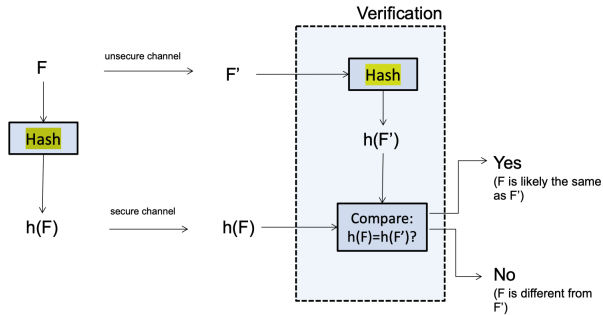 Verification
unsecure channel
F
F’
Hash
Hash
h(F’)
Yes
(F is likely the same
as F’)
secure channel
h(F)
h(F)
Compare:
h(F)=h(F’)?
No
(F is different from
F’)